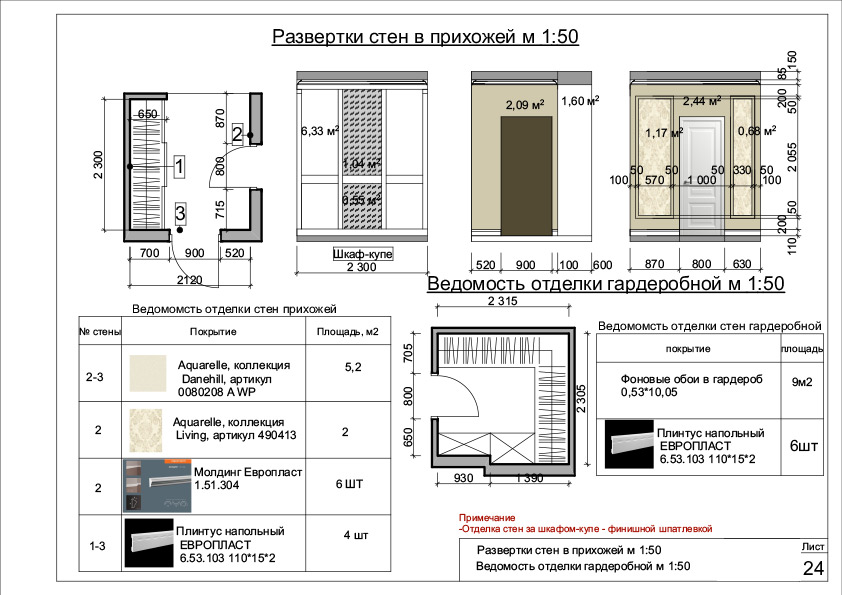 Развертки стен в прихожей м 1:50
650
870
2
2 300
1
800
3
715
700
900
520
2120
6,33 м²
1,04 м²
0,55 м²
Шкаф-купе
2 300
2,09 м²
1,60 м²
520
900
100
600
150
85
200
50
2,44 м²
1,17 м²
0,68 м²
2 055
50
50
50
330
50
100
570
1 000
100
50
200
110
870
800
630
Ведомость отделки гардеробной м 1:50
2 315
705
800
650
2 305
930
1 390
Ведомомсть отделки стен прихожей
№ стены
Покрытие
Площадь, м2
2-3
Aquarelle, коллекция
Danehill, артикул
0080208 A WP
5,2
2
Aquarelle, коллекция
Living, артикул 490413
2
2
Молдинг Европласт
1.51.304
6 ШТ
1-3
Плинтус напольный
ЕВРОПЛАСТ
6.53.103 110*15*2
4 шт
Ведомомсть отделки стен гардеробной
покрытие
площадь
Фоновые обои в гардероб
0,53*10,05
9м2
Плинтус напольный
ЕВРОПЛАСТ
6.53.103 110*15*2
6шт
Примечание
-Отделка стен за шкафом-купе - финишной шпатлевкой
Развертки стен в прихожей м 1:50
Ведомость отделки гардеробной м 1:50
Лист
24